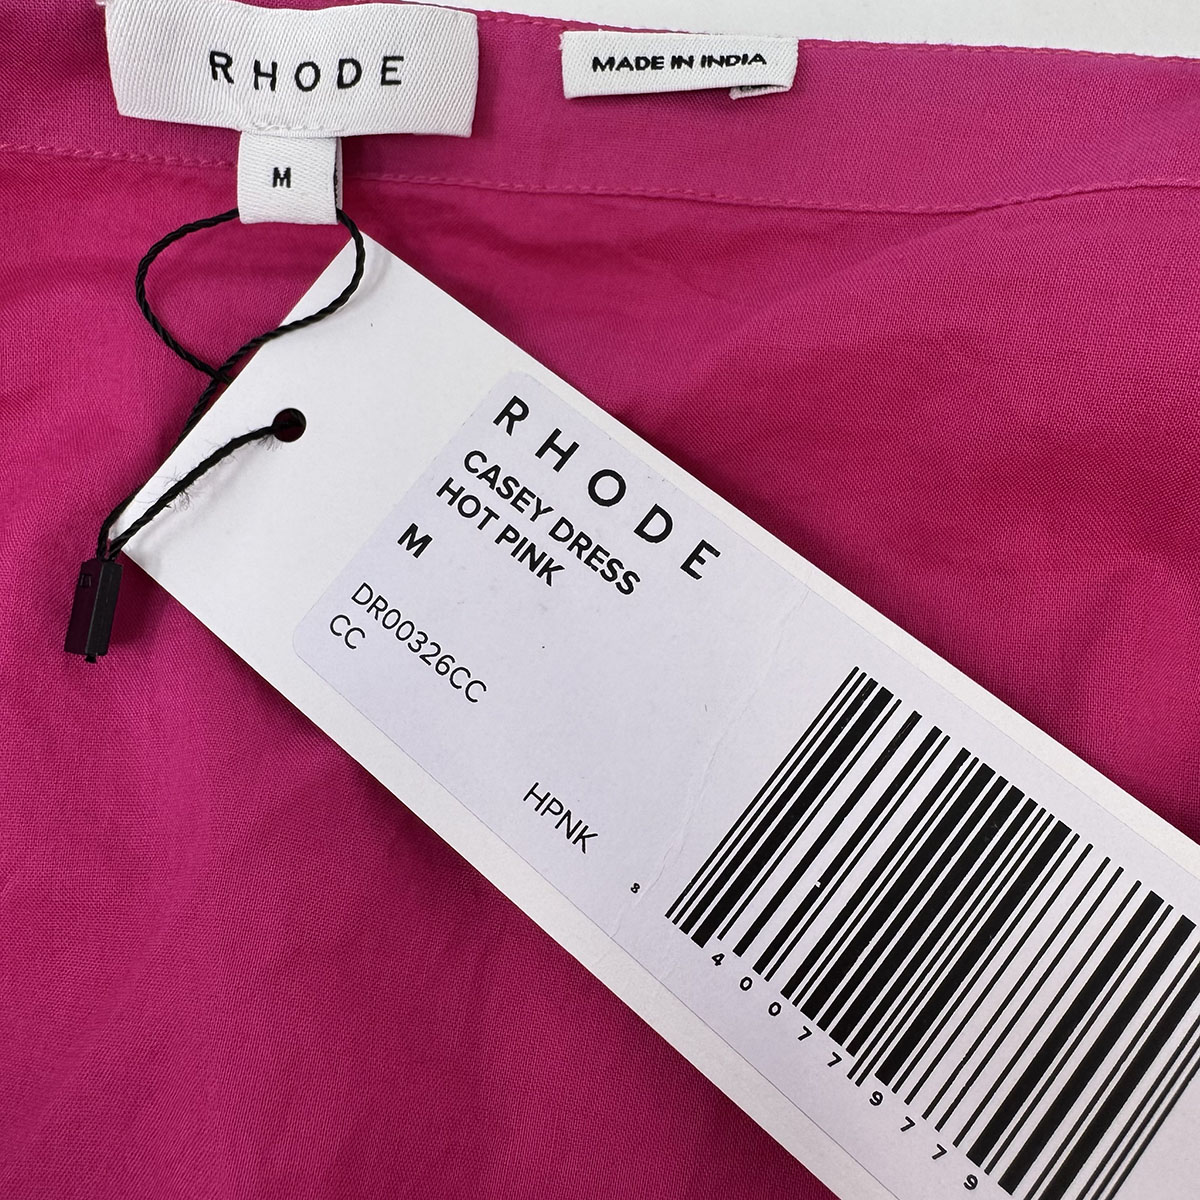 RHODE
MADE IN INDIA
M
RHODE
CASEY DRESS
HOT PINK
M
DR00326CC
CC
HPNK
8 400779779